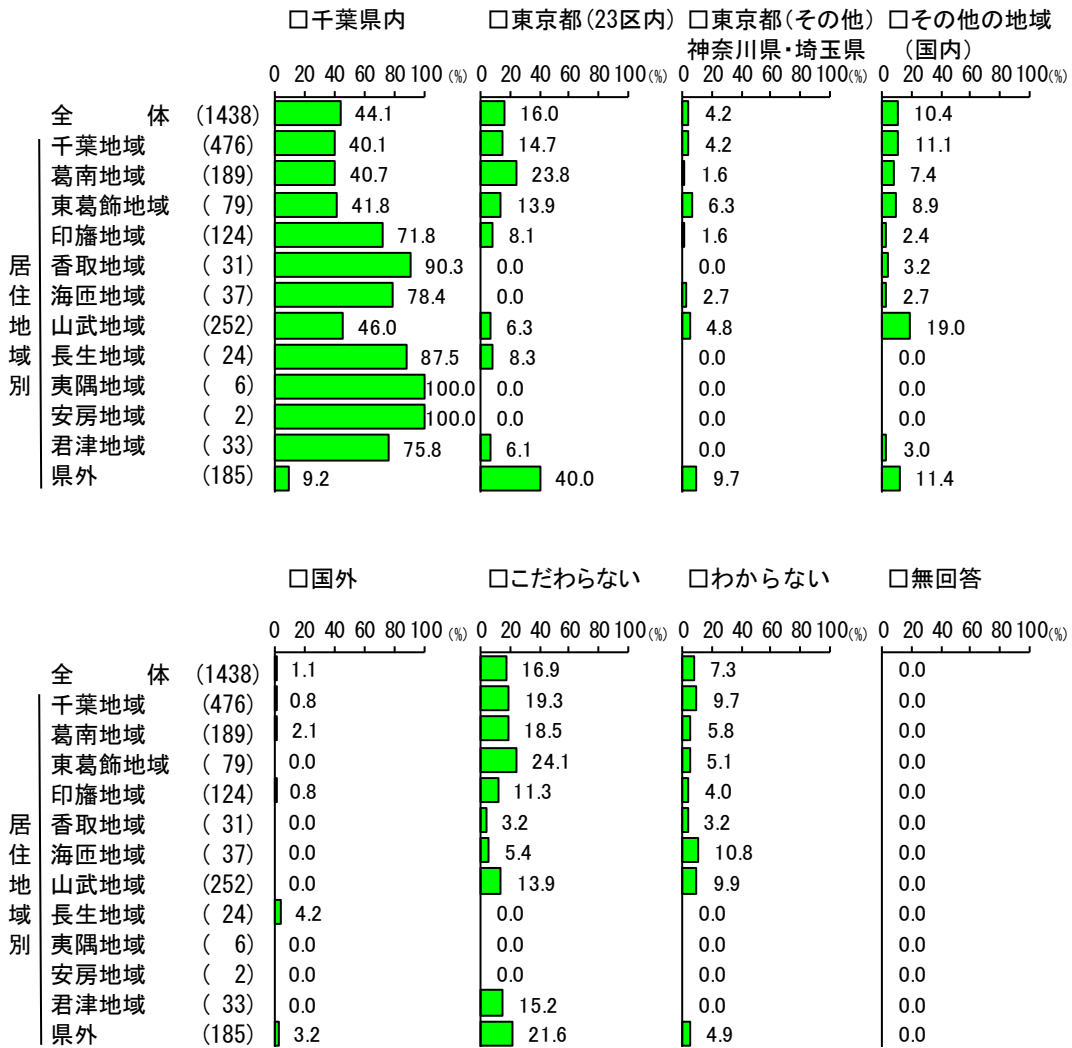 □千葉県内 □東京都(23区内) □東京都(その他) □その他の地域
神奈川県・埼玉県 (国内)
0 20 40 60 80 100(%) 0 20 40 60 80 100(%) 0 20 40 60 80 100(%) 0 20 40 60 80 100(%)
全 体 (1438) 44.1 16.0 4.2 10.4
千葉地域 (476) 40.1 14.7 4.2 11.1
葛南地域 (189) 40.7 23.8 1.6 7.4
東葛飾地域 ( 79) 41.8 13.9 6.3 8.9
印旛地域 (124) 71.8 8.1 1.6 2.4
居 香取地域 ( 31) 90.3 0.0 0.0 3.2
住 海匝地域 ( 37) 78.4 0.0 2.7 2.7
地 山武地域 (252) 46.0 6.3 4.8 19.0
域 長生地域 ( 24) 87.5 8.3 0.0 0.0
別 夷隅地域 ( 6) 100.0 0.0 0.0 0.0
安房地域 ( 2) 100.0 0.0 0.0 0.0
君津地域 ( 33) 75.8 6.1 0.0 3.0
県外 (185) 9.2 40.0 9.7 11.4
□国外 □こだわらない □わからない □無回答
0 20 40 60 80 100 (%) 0 20 40 60 80 100(%) 0 20 40 60 80 100(%) 0 20 40 60 80 100(%)
全 体 (1438) 1.1 16.9 7.3 0.0
千葉地域 (476) 0.8 19.3 9.7 0.0
葛南地域 (189) 2.1 18.5 5.8 0.0
東葛飾地域 ( 79) 0.0 24.1 5.1 0.0
印旛地域 (124) 0.8 11.3 4.0 0.0
居 香取地域 ( 31) 0.0 3.2 3.2 0.0
住 海匝地域 ( 37) 0.0 5.4 10.8 0.0
地 山武地域 (252) 0.0 13.9 9.9 0.0
域 長生地域 ( 24) 4.2 0.0 0.0 0.0
別 夷隅地域 ( 6) 0.0 0.0 0.0 0.0
安房地域 ( 2) 0.0 0.0 0.0 0.0
君津地域 ( 33) 0.0 15.2 0.0 0.0
県外 (185) 3.2 21.6 4.9 0.0